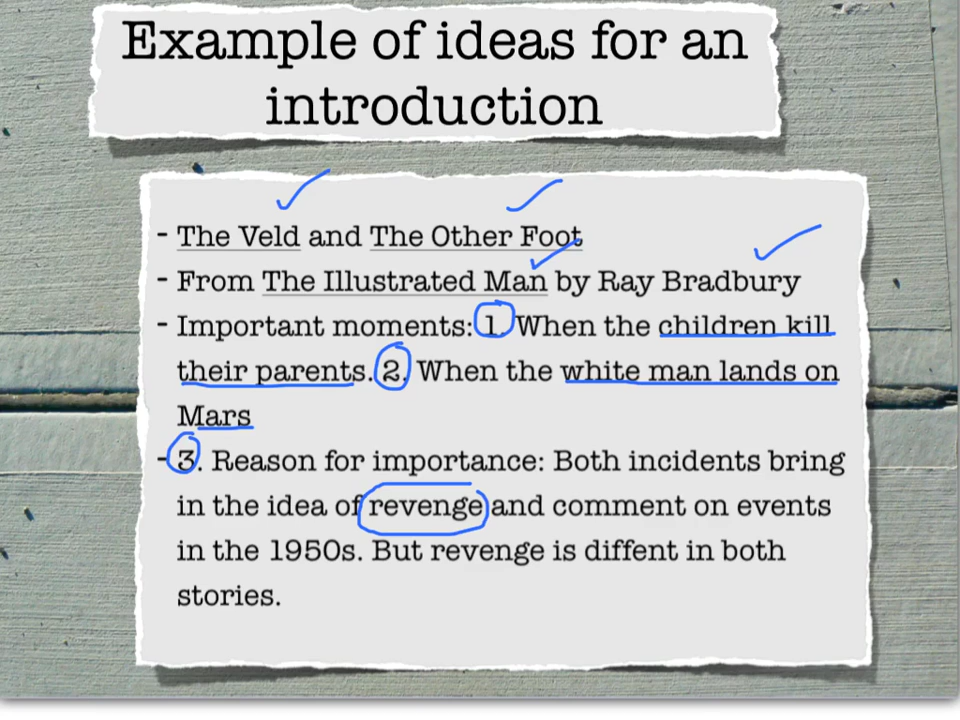 Example of ideas for an
introduction
- The Veld and The Other Foot
- From The Illustrated Man by Ray Bradbury
- Important moments: 1. When the children kill
their parents. 2. When the white man lands on
Mars
- 3. Reason for importance: Both incidents bring
in the idea of revenge and comment on events
in the 1950s. But revenge is diffent in both
stories.